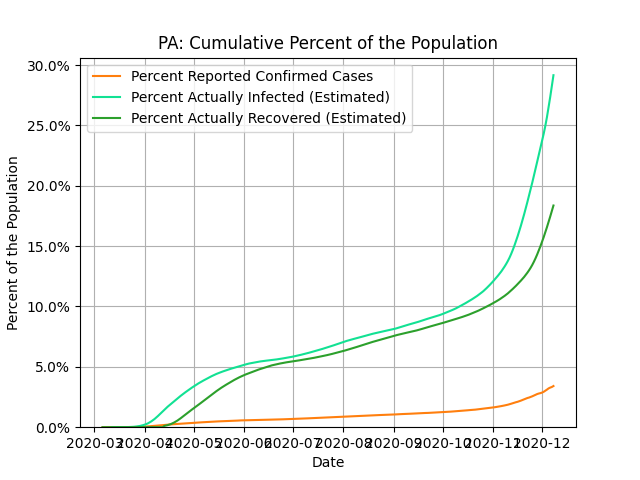 PA: Cumulative Percent of the Population
30.0%
25.0%
20.0%
15.0%
10.0%
5.0%
0.0%
Percent of the Population
Percent Reported Confirmed Cases
Percent Actually Infected (Estimated)
Percent Actually Recovered (Estimated)
2020-03 2020-04 2020-05 2020-06 2020-07 2020-08 2020-09 2020-10 2020-11 2020-12
Date